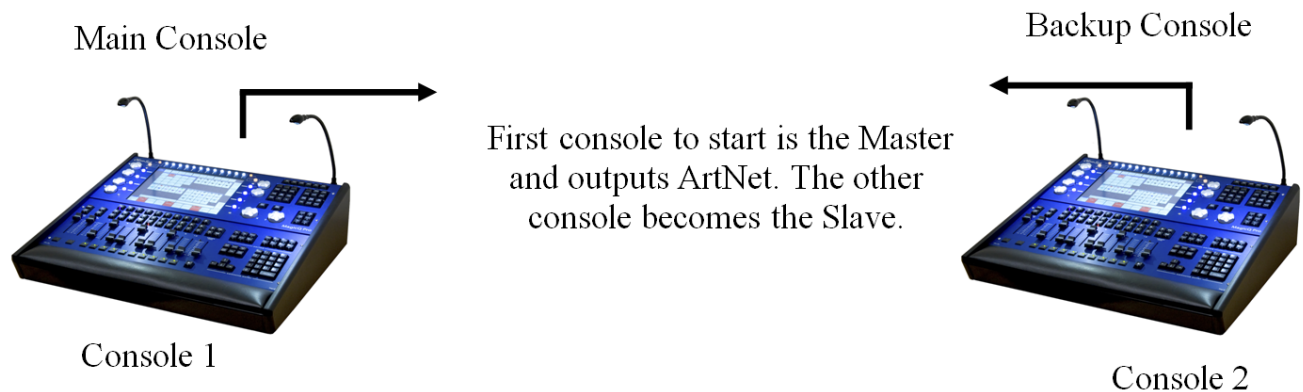 Main Console
Backup Console
First console to start is the Master
and outputs ArtNet. The other
console becomes the Slave.
Console 1
Console 2